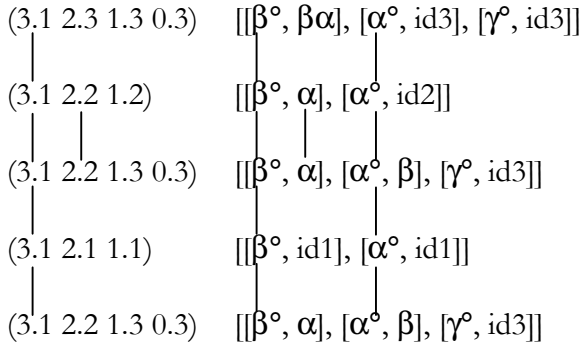 (3.1 2.3 1.3 0.3) [[β°, βα], [α°, id3], [γ°, id3]]
(3.1 2.2 1.2) [[β°, α], [α°, id2]]
(3.1 2.2 1.3 0.3) [[β°, α], [α°, β], [γ°, id3]]
(3.1 2.1 1.1) [[β°, id1], [α°, id1]]
(3.1 2.2 1.3 0.3) [[β°, α], [α°, β], [γ°, id3]]